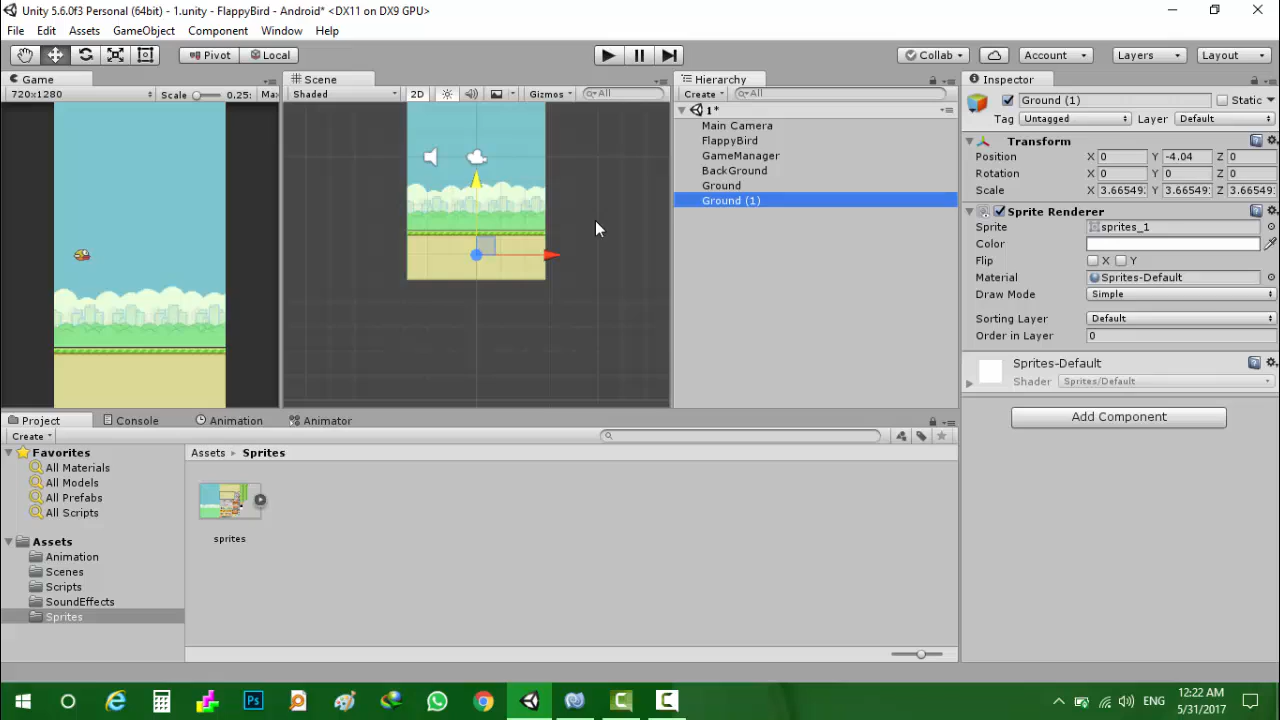 Unity 5.6.0f3 Personal (64bit) - 1.unity - FlappyBird - Android* <DX11 on DX9 GPU>
File Edit Assets GameObject Component Window Help
Pivot Local Collab Account Layers Layout
Game Scene Hierarchy Inspector
720x1280 Scale 0.25: Max Shaded 2D Gizmos All Create All
Ground (1) Static
Tag Untagged Layer Default
1*
Main Camera
FlappyBird
GameManager
BackGround
Ground
Ground (1)
Transform
Position X 0 Y -4.04 Z 0
Rotation X 0 Y 0 Z 0
Scale X 3.66549: Y 3.66549: Z 3.66549:
Sprite Renderer
Sprite sprites_1
Color
Flip X Y
Material Sprites-Default
Draw Mode Simple
Sorting Layer Default
Order in Layer 0
Sprites-Default
Shader Sprites/Default
Add Component
Project Console Animation Animator
Create
Favorites
All Materials
All Models
All Prefabs
All Scripts
Assets
Animation
Scenes
Scripts
SoundEffects
Sprites
Assets Sprites
sprites
Ps
ENG
12:22 AM
5/31/2017